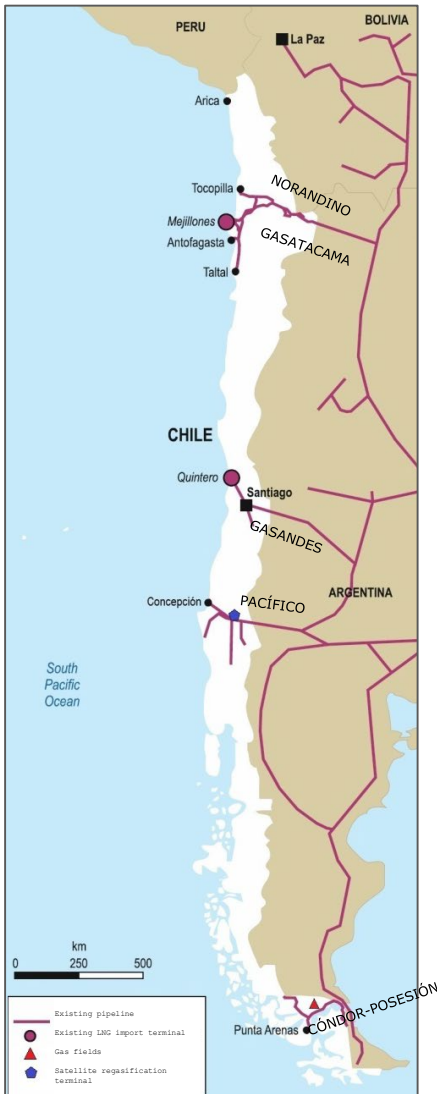 PERU
BOLIVIA
La Paz
Arica
Tocopilla
NORANDINO
Mejillones
GASATACAMA
Antofagasta
Taltal
CHILE
Quintero
Santiago
GASANDES
ARGENTINA
Concepción
PACÍFICO
South
Pacific
Ocean
km
0 250 500
CÓNDOR-POSESIÓN
Punta Arenas
Existing pipeline
Existing LNG import terminal
Gas fields
Satellite regasification
terminal